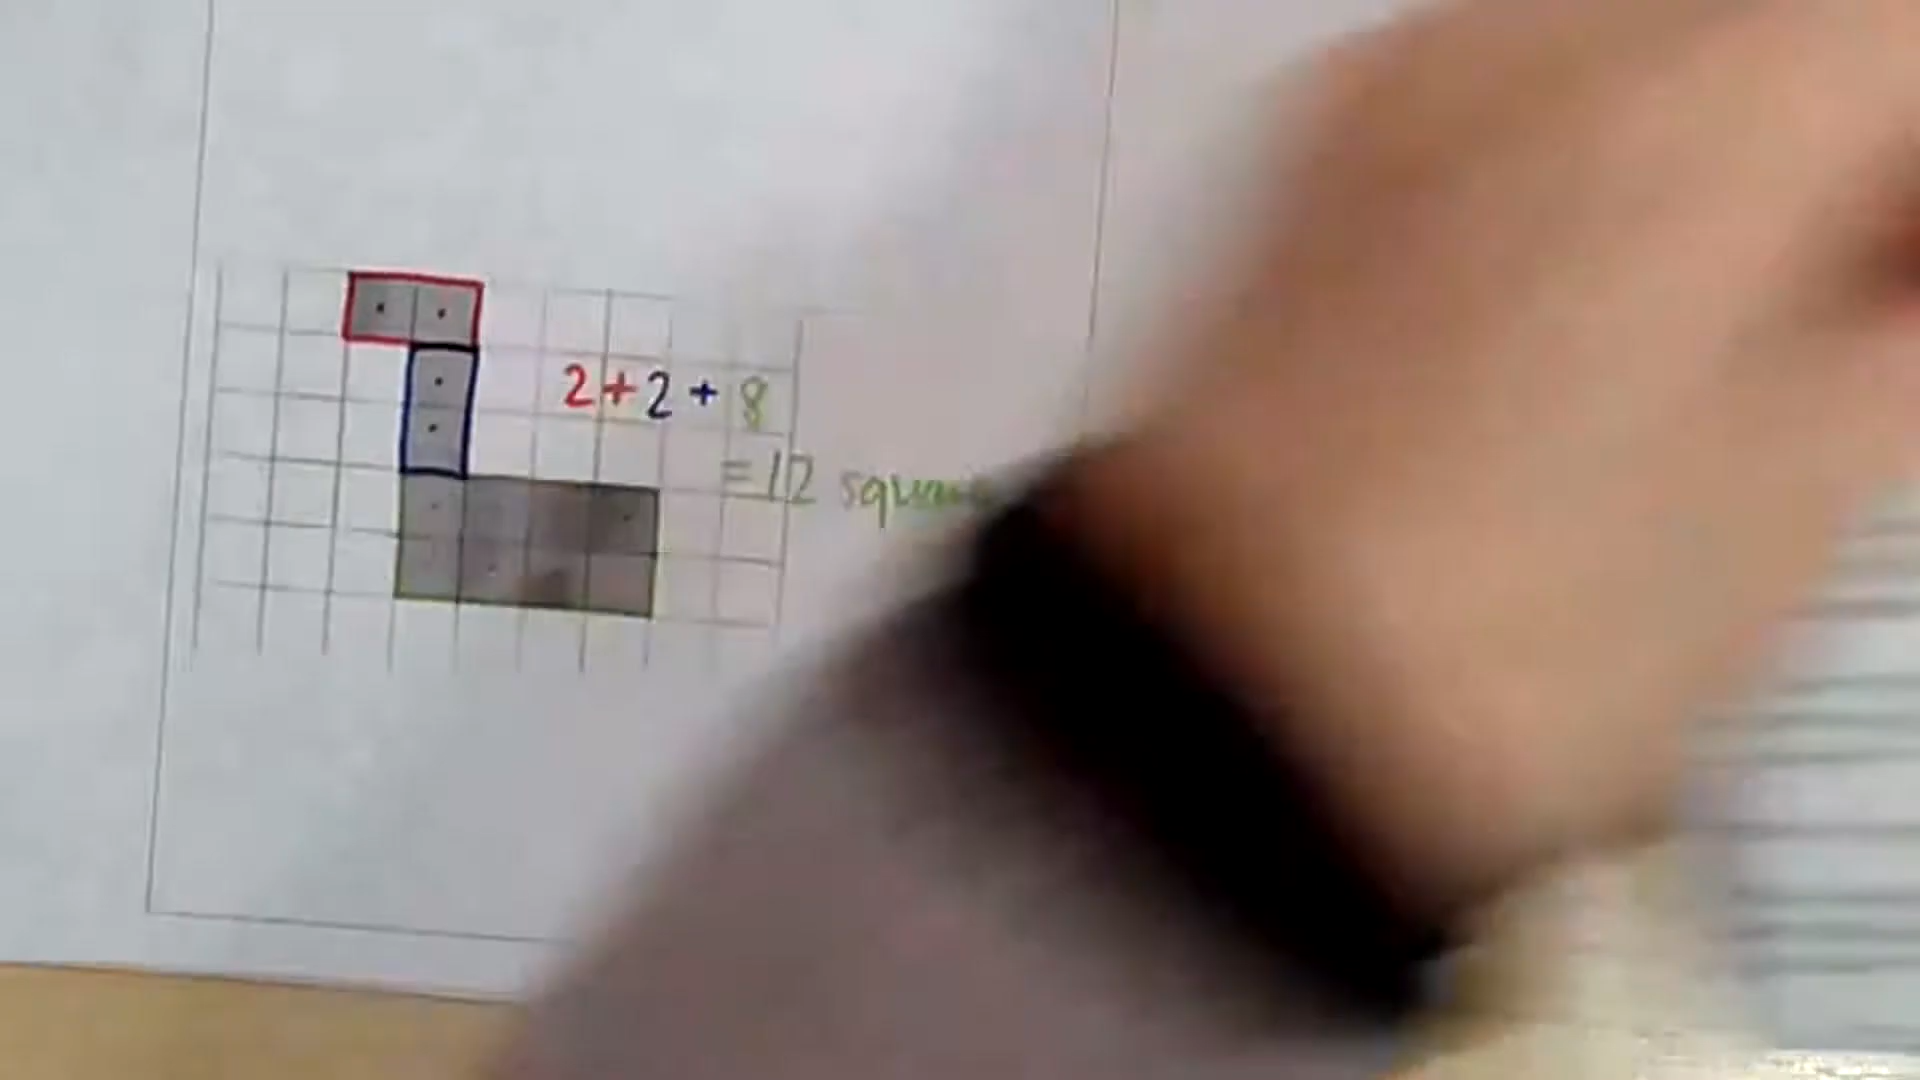 2 + 2 + 8
= 12